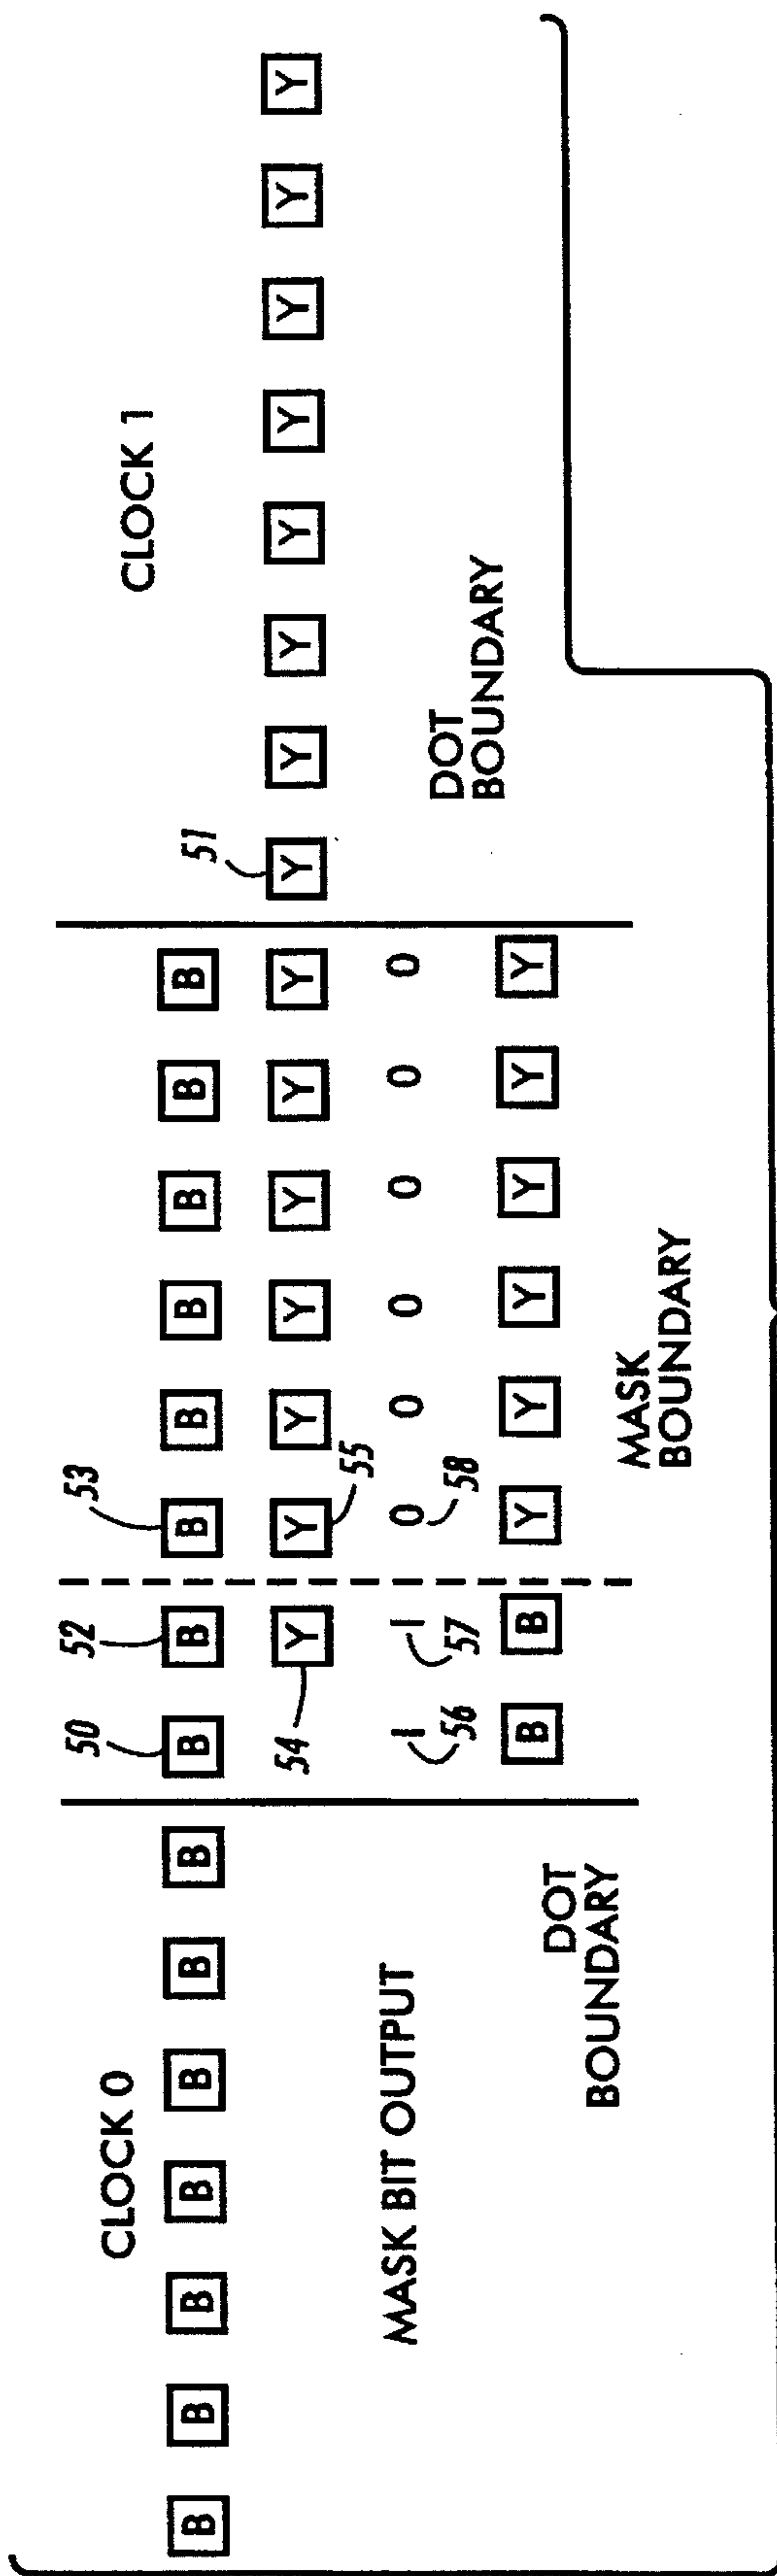 50 52 53
CLOCK 0 CLOCK 1
B B B B B B B B B B B B B B B
51
Y Y Y Y Y Y Y Y Y Y Y Y Y Y Y
54 55
MASK BIT OUTPUT 1 1 0 0 0 0 0 0
56 57 58
DOT
BOUNDARY
B B Y Y Y Y Y Y
DOT
BOUNDARY
MASK
BOUNDARY